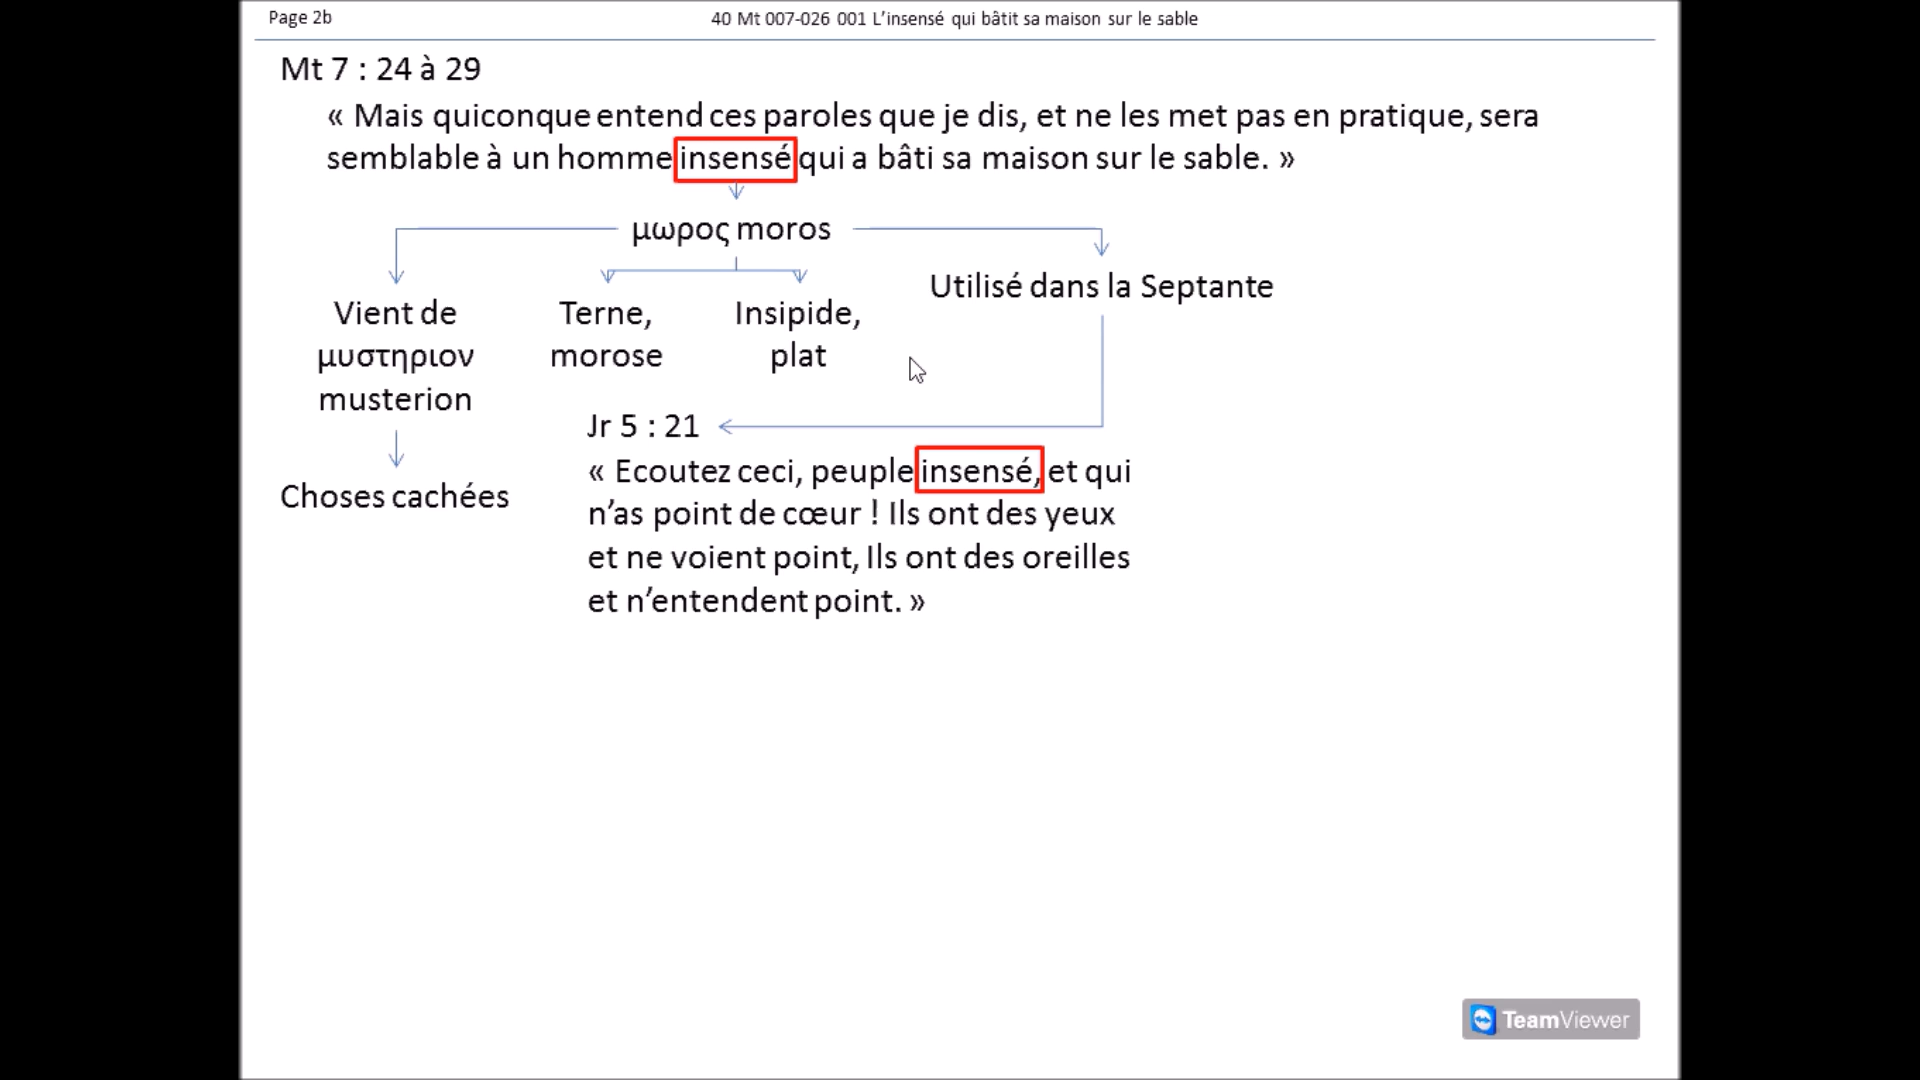 Page 2b
40 Mt 007-026 001 L’insensé qui bâtit sa maison sur le sable
Mt 7 : 24 à 29
« Mais quiconque entend ces paroles que je dis, et ne les met pas en pratique, sera
semblable à un homme insensé qui a bâti sa maison sur le sable. »
μωρος moros
Utilisé dans la Septante
Vient de
μυστηριον
musterion
Choses cachées
Terne,
morose
Insipide,
plat
Jr 5 : 21
« Ecoutez ceci, peuple insensé, et qui
n’as point de cœur ! Ils ont des yeux
et ne voient point, Ils ont des oreilles
et n’entendent point. »
TeamViewer